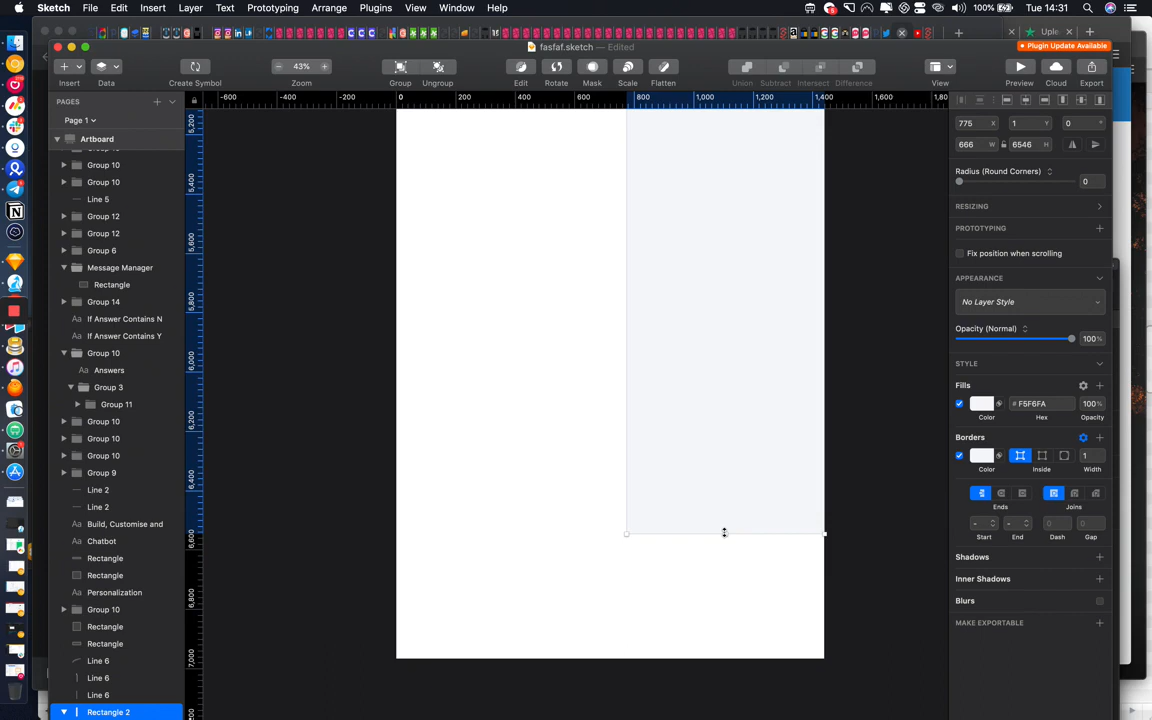 Sketch File Edit Insert Layer Text Prototyping Arrange Plugins View Window Help 100% Tue 14:31
Uple
fasfaf.sketch — Edited
Plugin Update Available
43%
Insert Data Create Symbol Zoom Group Ungroup Edit Rotate Mask Scale Flatten Union Subtract Intersect Difference View Preview Cloud Export
PAGES
Page 1
Artboard
Group 10
Group 10
Line 5
Group 12
Group 12
Group 6
Message Manager
Rectangle
Group 14
If Answer Contains N
If Answer Contains Y
Group 10
Answers
Group 3
Group 11
Group 10
Group 10
Group 10
Group 9
Line 2
Line 2
Build, Customise and
Chatbot
Rectangle
Rectangle
Personalization
Group 10
Rectangle
Rectangle
Line 6
Line 6
Line 6
Rectangle 2
-600 -400 -200 0 200 400 600 800 1,000 1,200 1,400 1,600 1,80
5,200
5,400
5,600
5,800
6,000
6,200
6,400
6,600
6,800
7,000
775 X 1 Y 0 °
666 W 6546 H
Radius (Round Corners)
0
RESIZING
PROTOTYPING
Fix position when scrolling
APPEARANCE
No Layer Style
Opacity (Normal)
100%
STYLE
Fills
# F5F6FA 100%
Color Hex Opacity
Borders
1
Color Inside Width
Ends Joins
- - 0 0
Start End Dash Gap
Shadows
Inner Shadows
Blurs
MAKE EXPORTABLE